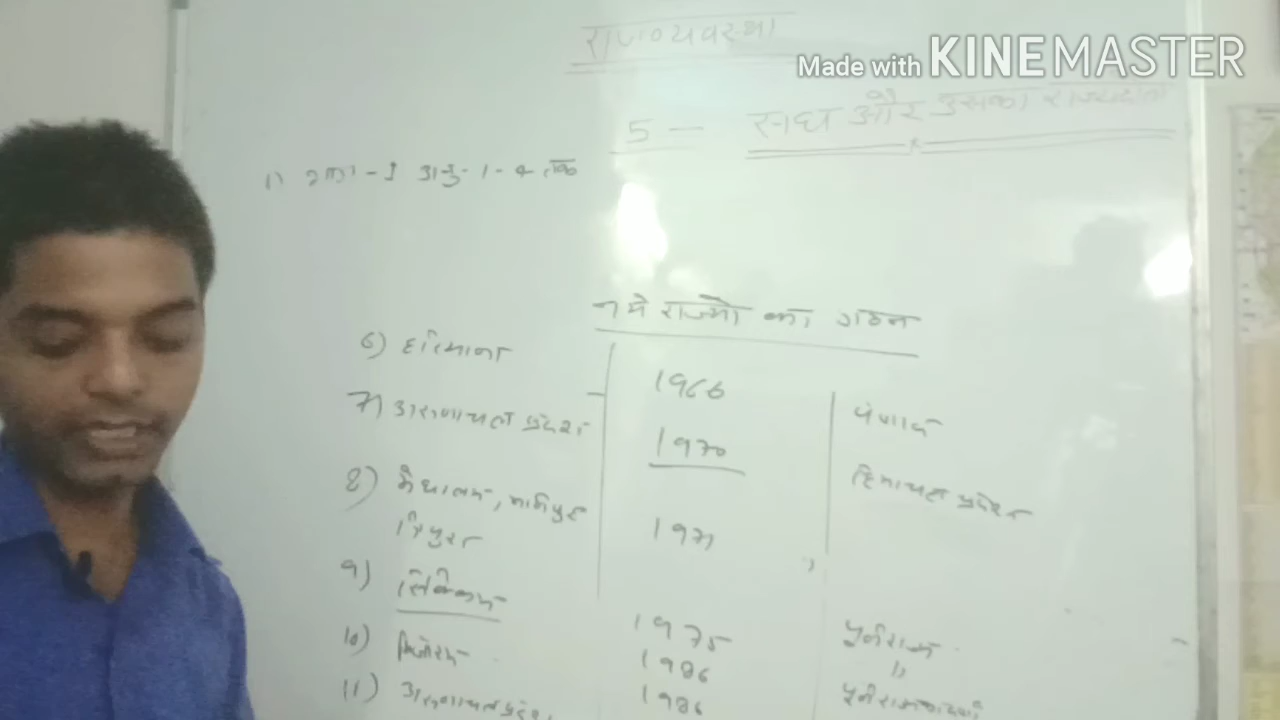 राजव्यवस्था
Made with KINEMASTER
5 - संघ और उसका राज्यक्षेत्र
1) भाग-1 अनु-1-4 तक
नये राज्यों का गठन
6) हरियाणा 1966 पंजाब
7) अरुणाचल प्रदेश 1970 हिमाचल प्रदेश
8) मेघालय, मणिपुर
त्रिपुरा 1971
9) सिक्किम 1975 पूर्णराज्य
10) मिजोरम 1986 "
11) अरुणाचल प्रदेश 1986